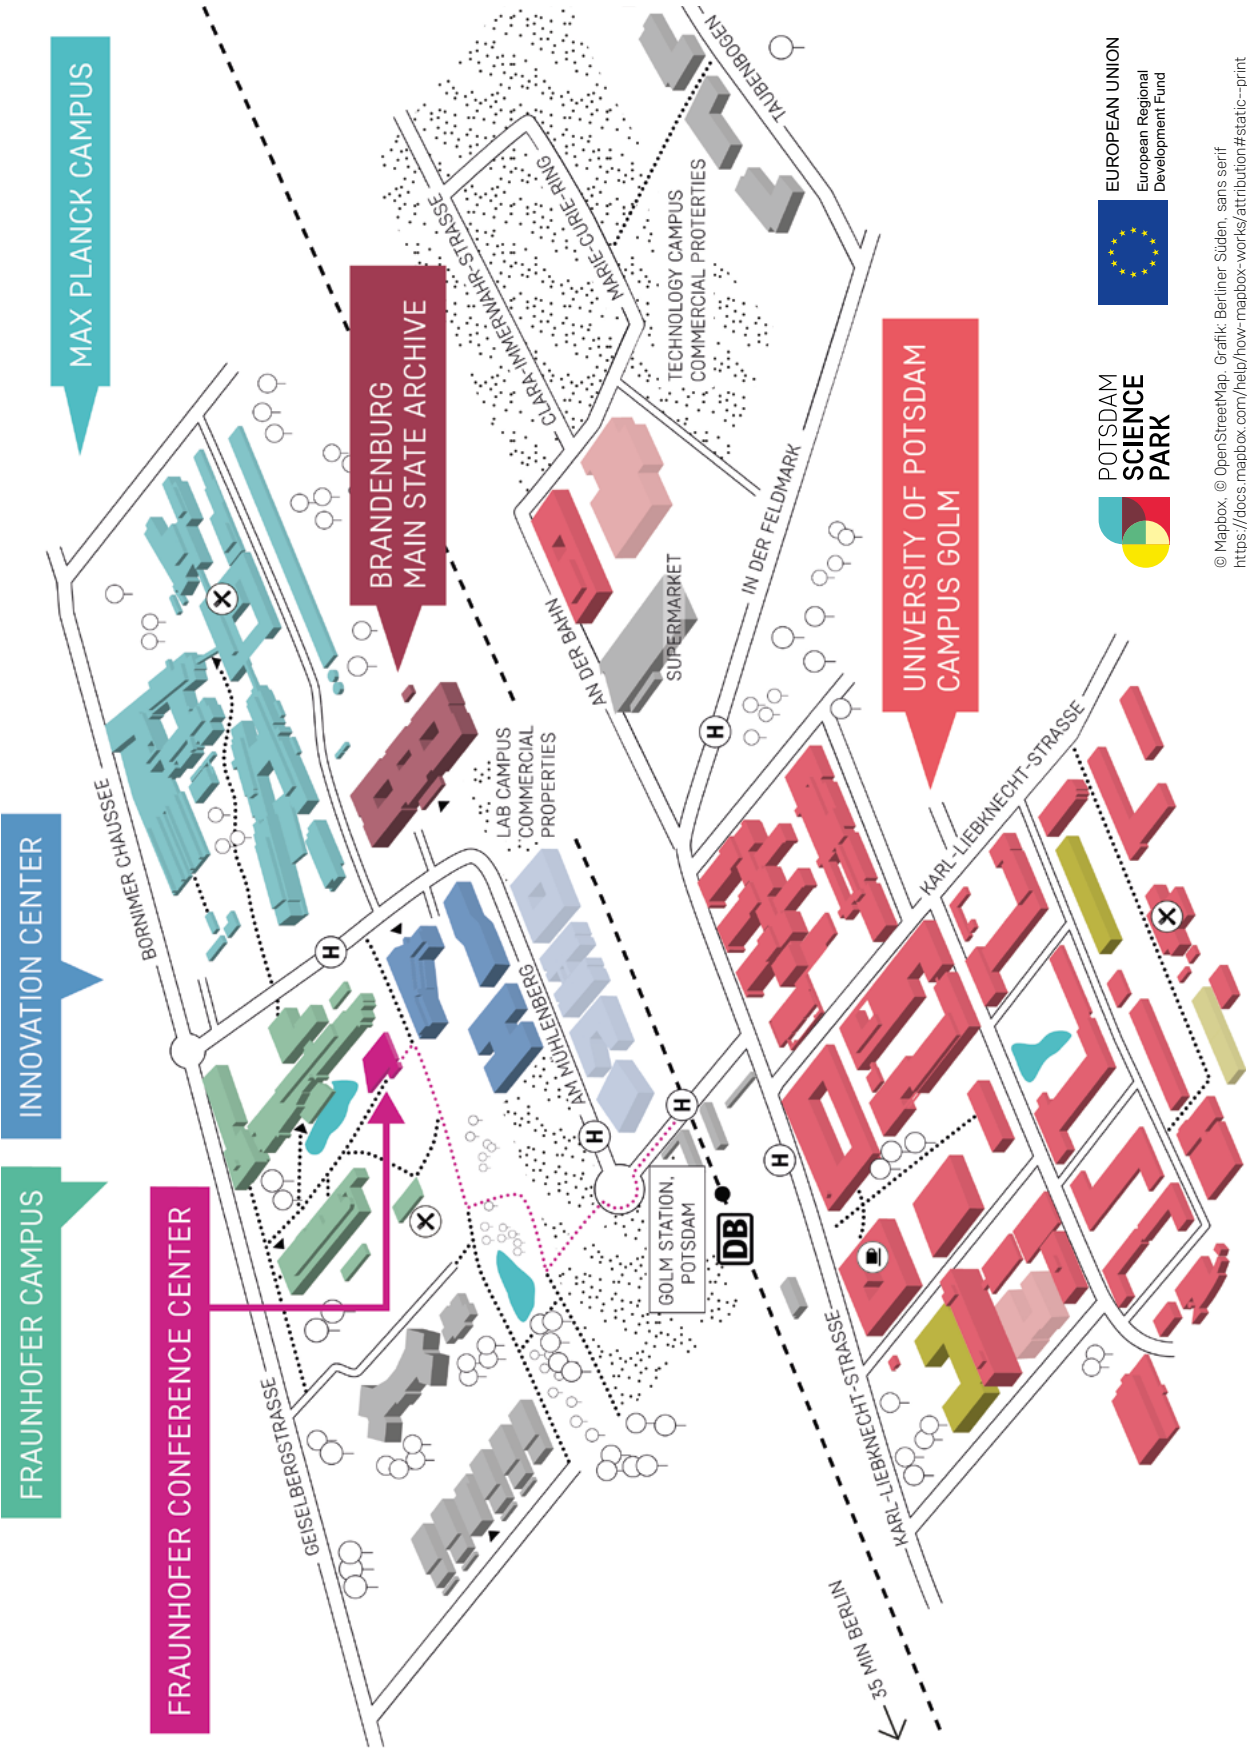 FRAUNHOFER CAMPUS
INNOVATION CENTER
MAX PLANCK CAMPUS
FRAUNHOFER CONFERENCE CENTER
BRANDENBURG
MAIN STATE ARCHIVE
UNIVERSITY OF POTSDAM
CAMPUS GOLM
BORNIMER CHAUSSEE
GEISELBERGSTRASSE
AM MÜHLENBERG
LAB CAMPUS
COMMERCIAL
PROPERTIES
CLARA-IMMERWAHR-STRASSE
MARIE-CURIE-RING
TECHNOLOGY CAMPUS
COMMERCIAL PROTERTIES
TAUBENBOGEN
AN DER BAHN
SUPERMARKET
IN DER FELDMARK
GOLM STATION,
POTSDAM
DB
H
H
H
H
H
KARL-LIEBKNECHT-STRASSE
KARL-LIEBKNECHT-STRASSE
35 MIN BERLIN
POTSDAM
SCIENCE
PARK
EUROPEAN UNION
European Regional
Development Fund
© Mapbox, © OpenStreetMap. Grafik: Berliner Süden, sans serif
https://docs.mapbox.com/help/how-mapbox-works/attribution#static--print